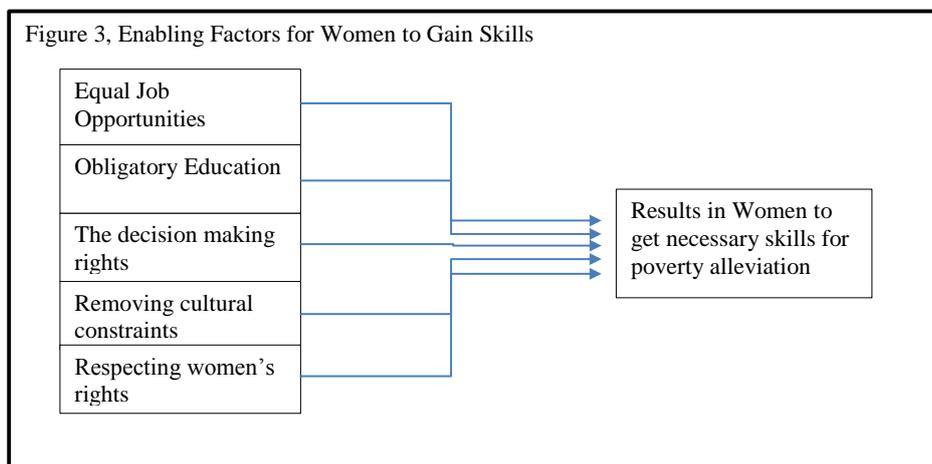 Figure 3, Enabling Factors for Women to Gain Skills
Equal Job
Opportunities
Obligatory Education
The decision making
rights
Removing cultural
constraints
Respecting women's
rights
Results in Women to
get necessary skills for
poverty alleviation